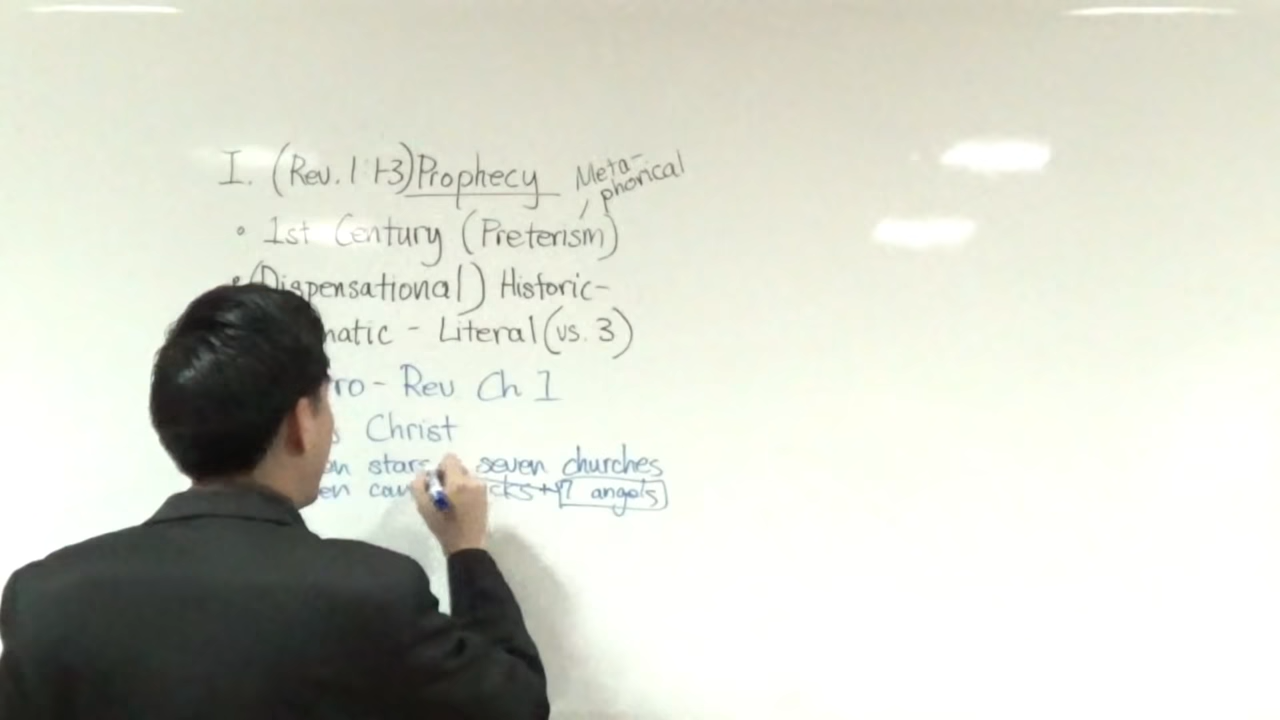 I. (Rev. 1:1-3) Prophecy
Meta-
phorical
• 1st Century (Preterism)
• (Dispensational) Historic-
matic - Literal (vs. 3)
ro - Rev Ch 1
Christ
stars seven churches
+ 7 angels